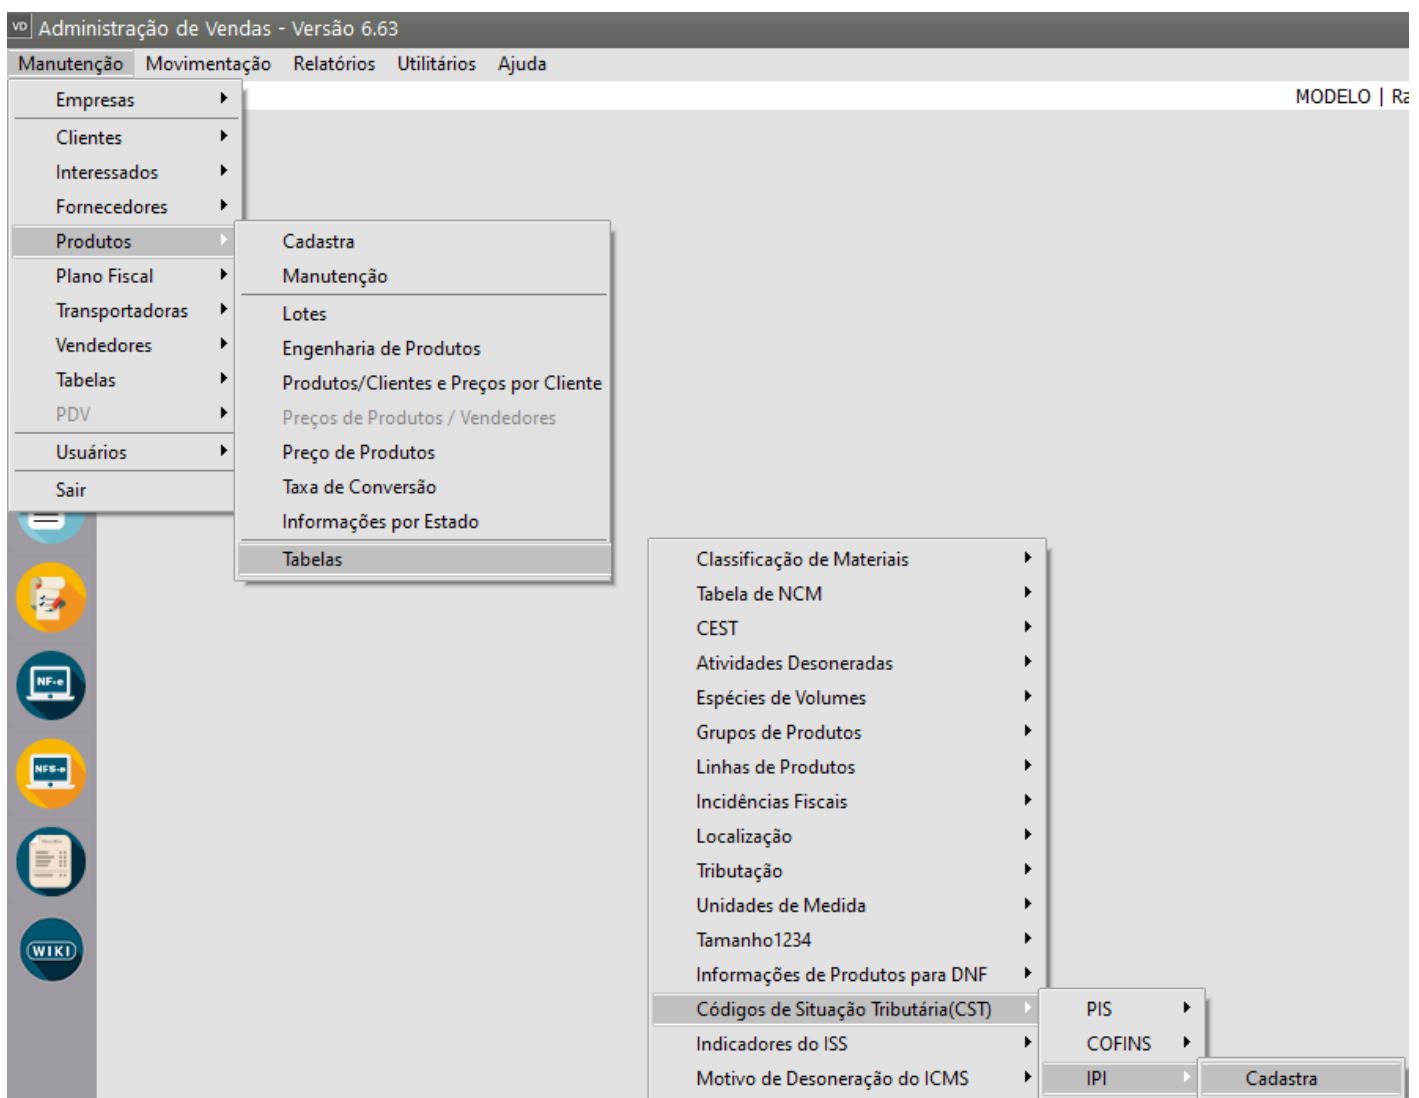 VD Administração de Vendas - Versão 6.63
Manutenção Movimentação Relatórios Utilitários Ajuda
MODELO | Ra
Empresas
Clientes
Interessados
Fornecedores
Produtos
Plano Fiscal
Transportadoras
Vendedores
Tabelas
PDV
Usuários
Sair
Cadastra
Manutenção
Lotes
Engenharia de Produtos
Produtos/Clientes e Preços por Cliente
Preços de Produtos / Vendedores
Preço de Produtos
Taxa de Conversão
Informações por Estado
Tabelas
Classificação de Materiais
Tabela de NCM
CEST
Atividades Desoneradas
Espécies de Volumes
Grupos de Produtos
Linhas de Produtos
Incidências Fiscais
Localização
Tributação
Unidades de Medida
Tamanho1234
Informações de Produtos para DNF
Códigos de Situação Tributária(CST)
Indicadores do ISS
Motivo de Desoneração do ICMS
PIS
COFINS
IPI
Cadastra
NF-e
NFS-e
WIKI